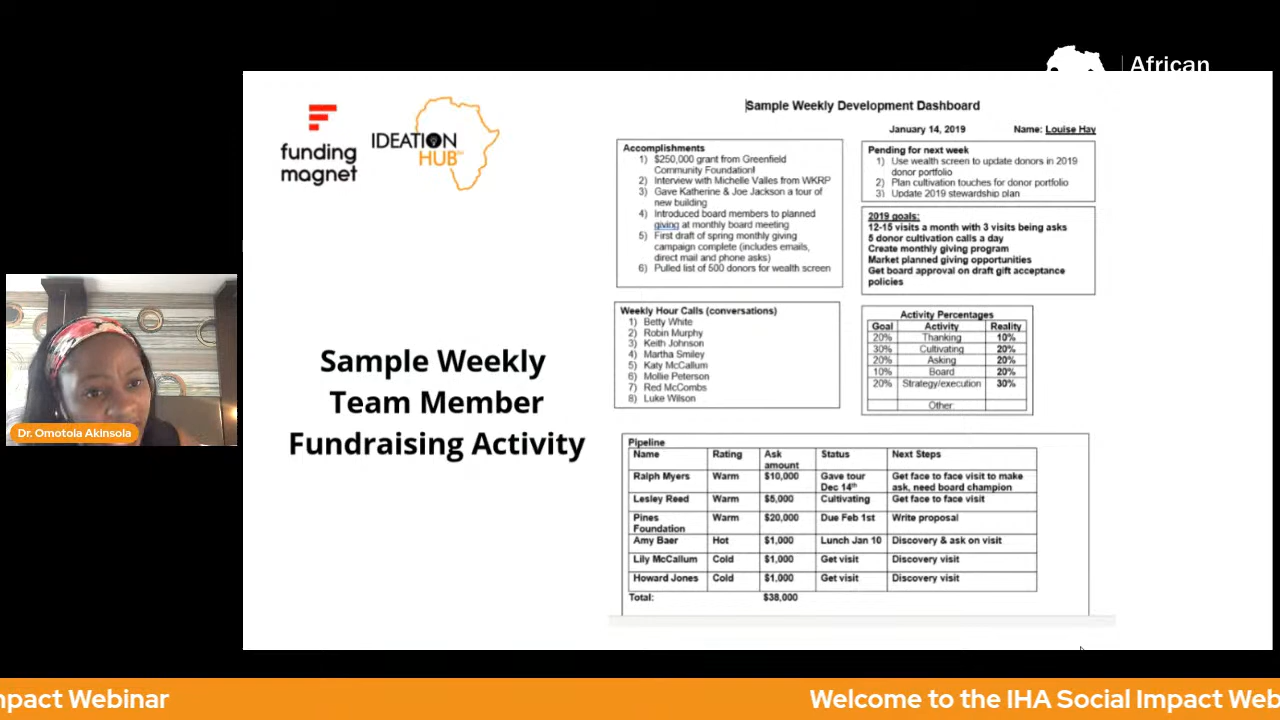 African
funding
magnet
IDEATION
HUB
Sample Weekly
Team Member
Fundraising Activity
Dr. Omotola Akinsola
Sample Weekly Development Dashboard
January 14, 2019 Name: Louise Hay
Accomplishments
1) $250,000 grant from Greenfield
Community Foundation!
2) Interview with Michelle Valles from WKRP
3) Gave Katherine & Joe Jackson a tour of
new building
4) Introduced board members to planned
giving at monthly board meeting
5) First draft of spring monthly giving
campaign complete (includes emails,
direct mail and phone asks)
6) Pulled list of 500 donors for wealth screen
Pending for next week
1) Use wealth screen to update donors in 2019
donor portfolio
2) Plan cultivation touches for donor portfolio
3) Update 2019 stewardship plan
2019 goals:
12-15 visits a month with 3 visits being asks
5 donor cultivation calls a day
Create monthly giving program
Market planned giving opportunities
Get board approval on draft gift acceptance
policies
Weekly Hour Calls (conversations)
1) Betty White
2) Robin Murphy
3) Keith Johnson
4) Martha Smiley
5) Katy McCallum
6) Mollie Peterson
7) Red McCombs
8) Luke Wilson
Activity Percentages
Goal Activity Reality
20% Thanking 10%
30% Cultivating 20%
20% Asking 20%
10% Board 20%
20% Strategy/execution 30%
Other:
Pipeline
Name Rating Ask amount Status Next Steps
Ralph Myers Warm $10,000 Gave tour Dec 14th Get face to face visit to make ask, need board champion
Lesley Reed Warm $5,000 Cultivating Get face to face visit
Pines Foundation Warm $20,000 Due Feb 1st Write proposal
Amy Baer Hot $1,000 Lunch Jan 10 Discovery & ask on visit
Lily McCallum Cold $1,000 Get visit Discovery visit
Howard Jones Cold $1,000 Get visit Discovery visit
Total: $38,000
mpact Webinar Welcome to the IHA Social Impact Web